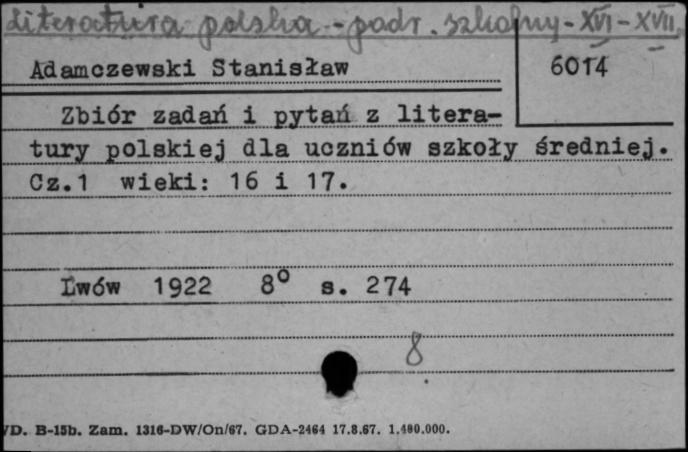 Literatura polska - podr. szkolny - XVI - XVII
Adamczewski Stanisław
6014
Zbiór zadań i pytań z litera-
tury polskiej dla uczniów szkoły średniej.
Cz.1 wieki: 16 i 17.
Lwów 1922 8° s. 274
8
D. B-15b. Zam. 1316-DW/On/67. GDA-2464 17.8.67. 1.400.000.